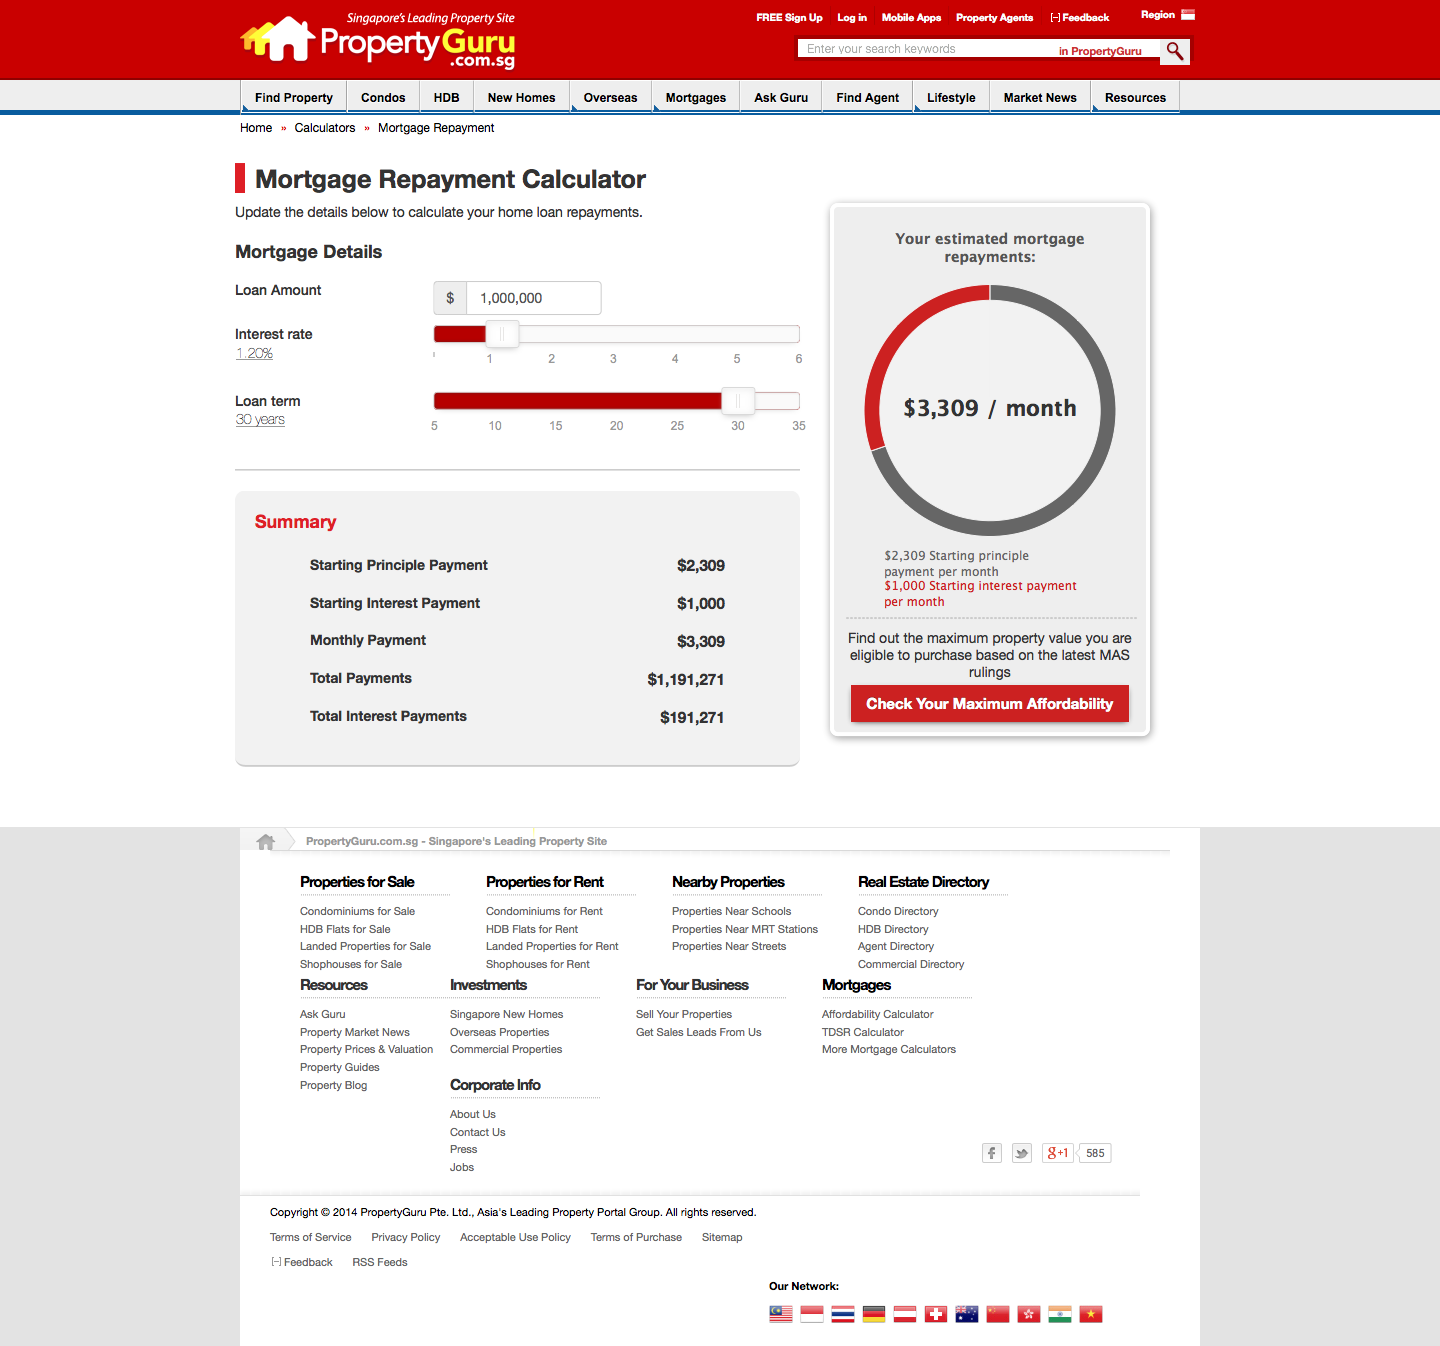 Singapore's Leading Property Site
PropertyGuru
.com.sg
FREE Sign Up Log in Mobile Apps Property Agents [-] Feedback Region
Enter your search keywords in PropertyGuru
Find Property Condos HDB New Homes Overseas Mortgages Ask Guru Find Agent Lifestyle Market News Resources
Home » Calculators » Mortgage Repayment
Mortgage Repayment Calculator
Update the details below to calculate your home loan repayments.
Mortgage Details
Loan Amount $ 1,000,000
Interest rate
1.20%
1 2 3 4 5 6
Loan term
30 years
5 10 15 20 25 30 35
Summary
Starting Principle Payment $2,309
Starting Interest Payment $1,000
Monthly Payment $3,309
Total Payments $1,191,271
Total Interest Payments $191,271
Your estimated mortgage
repayments:
$3,309 / month
$2,309 Starting principle
payment per month
$1,000 Starting interest payment
per month
Find out the maximum property value you are
eligible to purchase based on the latest MAS
rulings
Check Your Maximum Affordability
PropertyGuru.com.sg - Singapore's Leading Property Site
Properties for Sale
Condominiums for Sale
HDB Flats for Sale
Landed Properties for Sale
Shophouses for Sale
Properties for Rent
Condominiums for Rent
HDB Flats for Rent
Landed Properties for Rent
Shophouses for Rent
Nearby Properties
Properties Near Schools
Properties Near MRT Stations
Properties Near Streets
Real Estate Directory
Condo Directory
HDB Directory
Agent Directory
Commercial Directory
Resources
Ask Guru
Property Market News
Property Prices & Valuation
Property Guides
Property Blog
Investments
Singapore New Homes
Overseas Properties
Commercial Properties
For Your Business
Sell Your Properties
Get Sales Leads From Us
Mortgages
Affordability Calculator
TDSR Calculator
More Mortgage Calculators
Corporate Info
About Us
Contact Us
Press
Jobs
f g+1 585
Copyright © 2014 PropertyGuru Pte. Ltd., Asia's Leading Property Portal Group. All rights reserved.
Terms of Service Privacy Policy Acceptable Use Policy Terms of Purchase Sitemap
[-] Feedback RSS Feeds
Our Network: